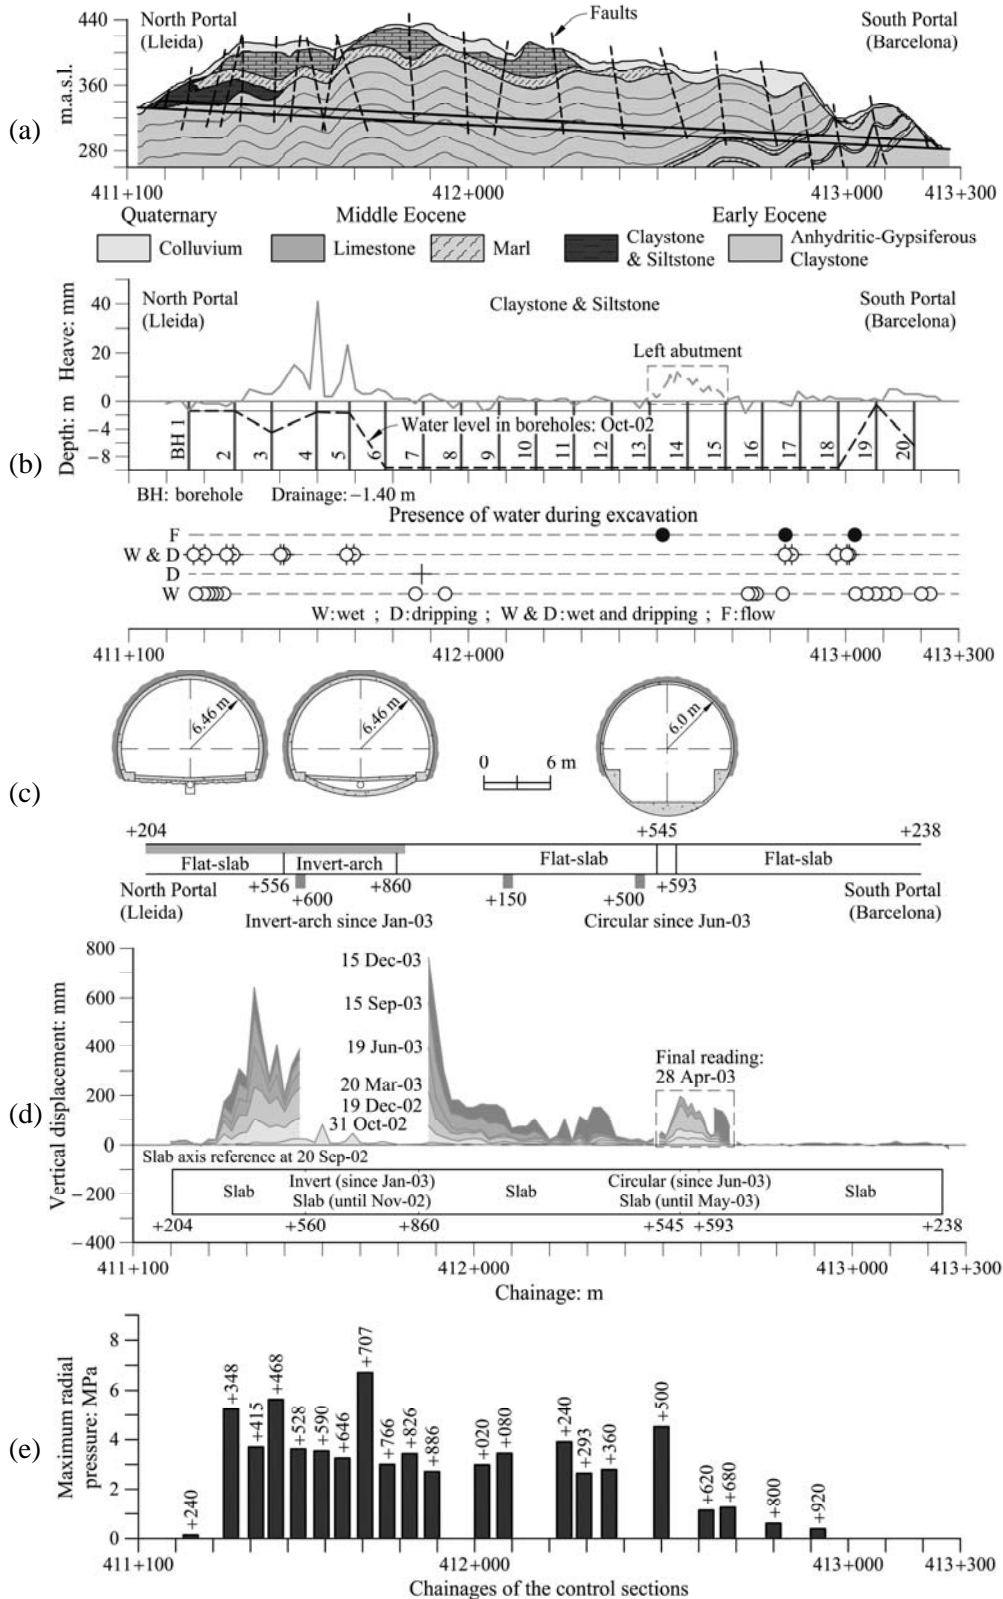 (a)
440
360
280
m.a.s.l.
North Portal
(Lleida)
Faults
South Portal
(Barcelona)
411+100
412+000
413+000
413+300
Quaternary
Middle Eocene
Early Eocene
Colluvium
Limestone
Marl
Claystone
& Siltstone
Anhydritic-Gypsiferous
Claystone
(b)
Depth: m
Heave: mm
40
20
0
−4
−8
North Portal
(Lleida)
Claystone & Siltstone
South Portal
(Barcelona)
Left abutment
Water level in boreholes: Oct-02
BH 1
2
3
4
5
6
7
8
9
10
11
12
13
14
15
16
17
18
19
20
BH: borehole
Drainage: −1.40 m
Presence of water during excavation
F
W & D
D
W
W:wet ; D:dripping ; W & D:wet and dripping ; F:flow
411+100
412+000
413+000
413+300
(c)
6.46 m
6.46 m
6.0 m
0
6 m
+204
+545
+238
Flat-slab
Invert-arch
Flat-slab
Flat-slab
North Portal
(Lleida)
+556
+600
+860
+150
+500
+593
South Portal
(Barcelona)
Invert-arch since Jan-03
Circular since Jun-03
(d)
Vertical displacement: mm
800
600
400
200
0
−200
−400
15 Dec-03
15 Sep-03
19 Jun-03
20 Mar-03
19 Dec-02
31 Oct-02
Final reading:
28 Apr-03
Slab axis reference at 20 Sep-02
Slab
Invert (since Jan-03)
Slab (until Nov-02)
Slab
Circular (since Jun-03)
Slab (until May-03)
Slab
+204
+560
+860
+545
+593
+238
411+100
412+000
413+000
413+300
Chainage: m
(e)
Maximum radial
pressure: MPa
8
6
4
2
0
+240
+348
+415
+468
+528
+590
+646
+707
+766
+826
+886
+020
+080
+240
+293
+360
+500
+620
+680
+800
+920
411+100
412+000
413+000
413+300
Chainages of the control sections